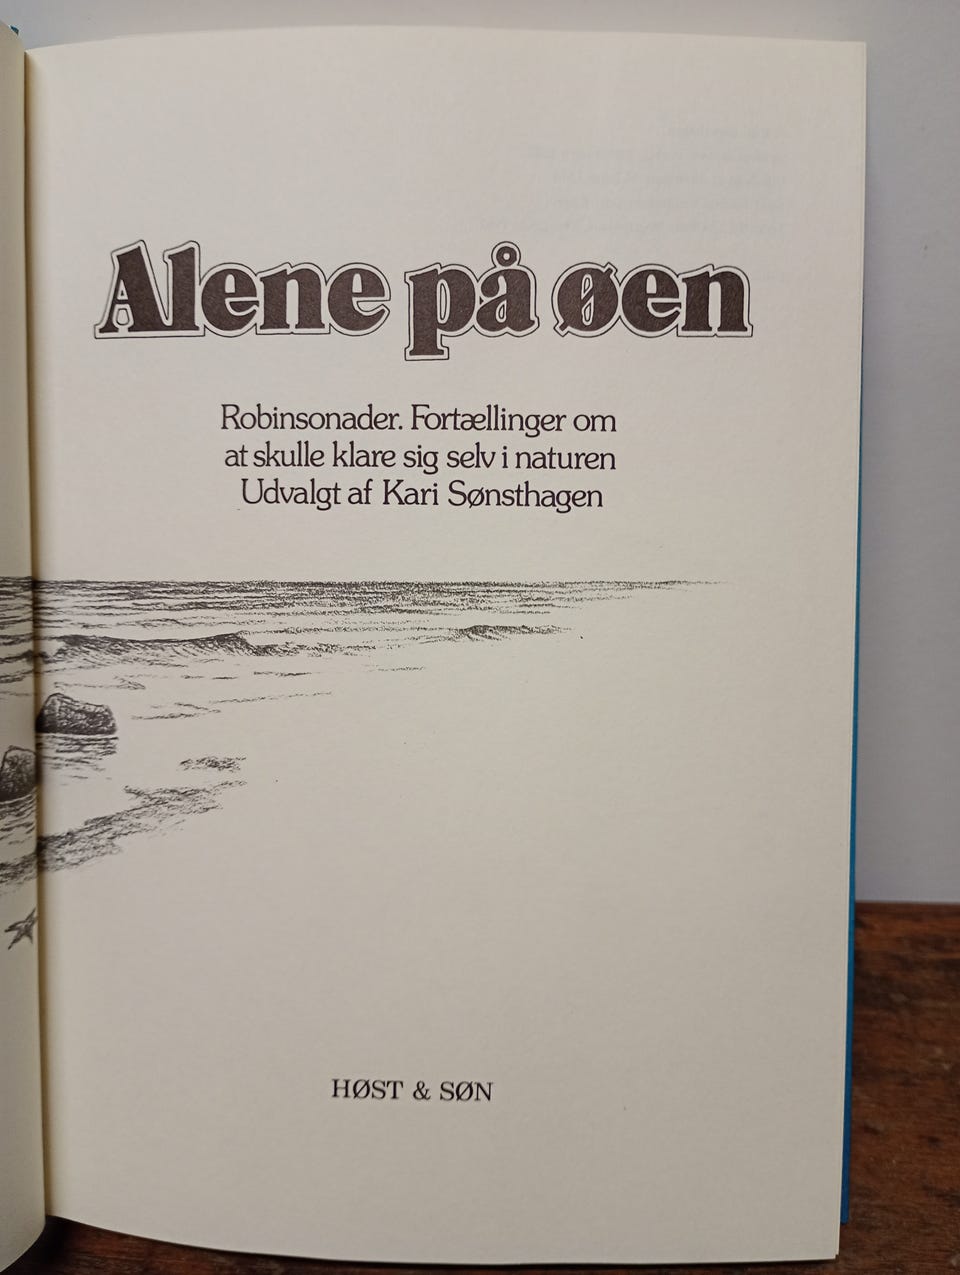 Alene på øen
Robinsonader. Fortællinger om
at skulle klare sig selv i naturen
Udvalgt af Kari Sønsthagen
HØST & SØN